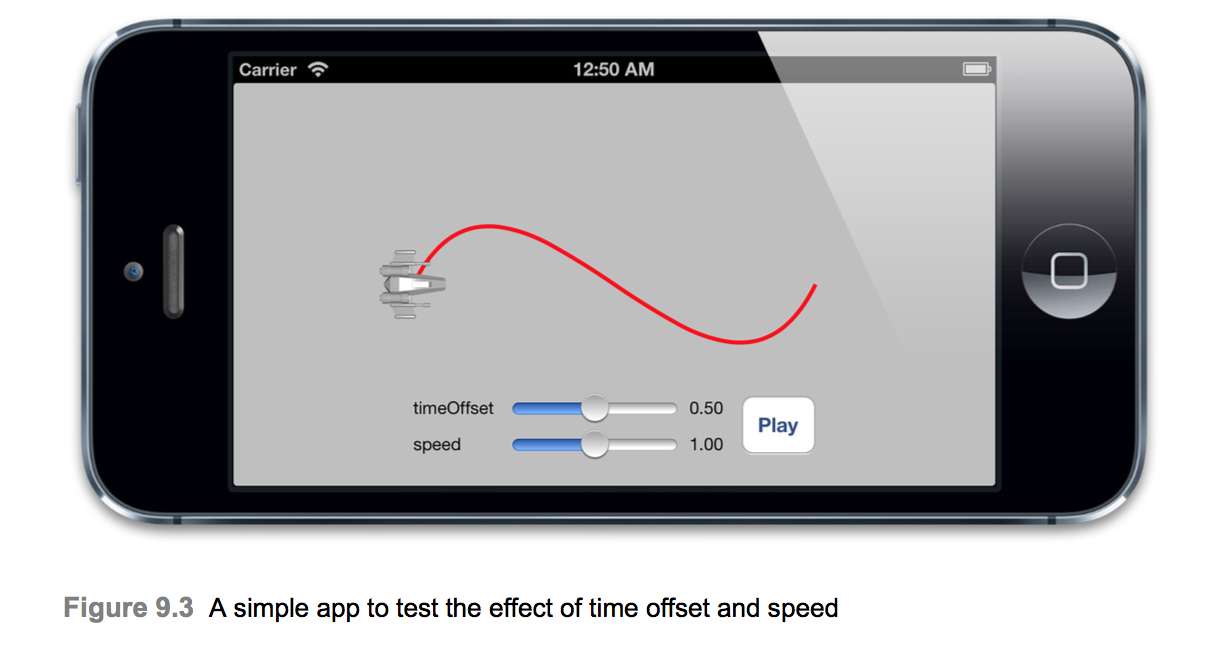 Carrier 12:50 AM
timeOffset 0.50
speed 1.00
Play
Figure 9.3 A simple app to test the effect of time offset and speed